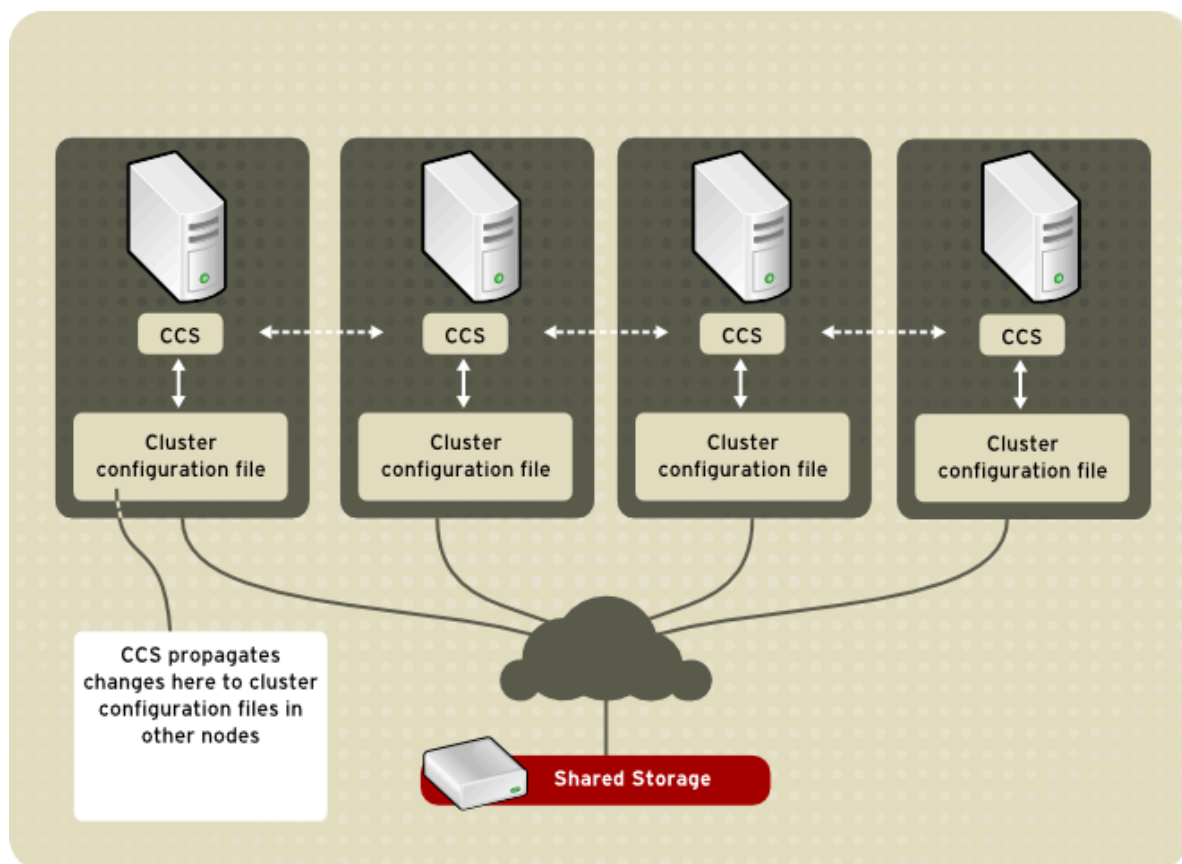 CCS
CCS
CCS
CCS
Cluster
configuration file
Cluster
configuration file
Cluster
configuration file
Cluster
configuration file
CCS propagates
changes here to cluster
configuration files in
other nodes
Shared Storage